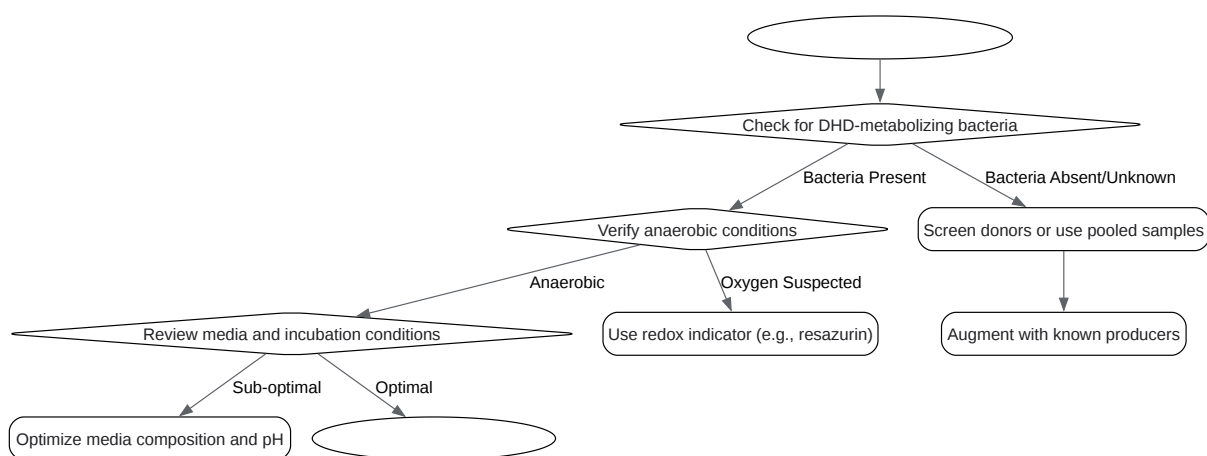 Check for DHD-metabolizing bacteria
Bacteria Present
Bacteria Absent/Unknown
Verify anaerobic conditions
Screen donors or use pooled samples
Anaerobic
Oxygen Suspected
Review media and incubation conditions
Use redox indicator (e.g., resazurin)
Augment with known producers
Sub-optimal
Optimal
Optimize media composition and pH